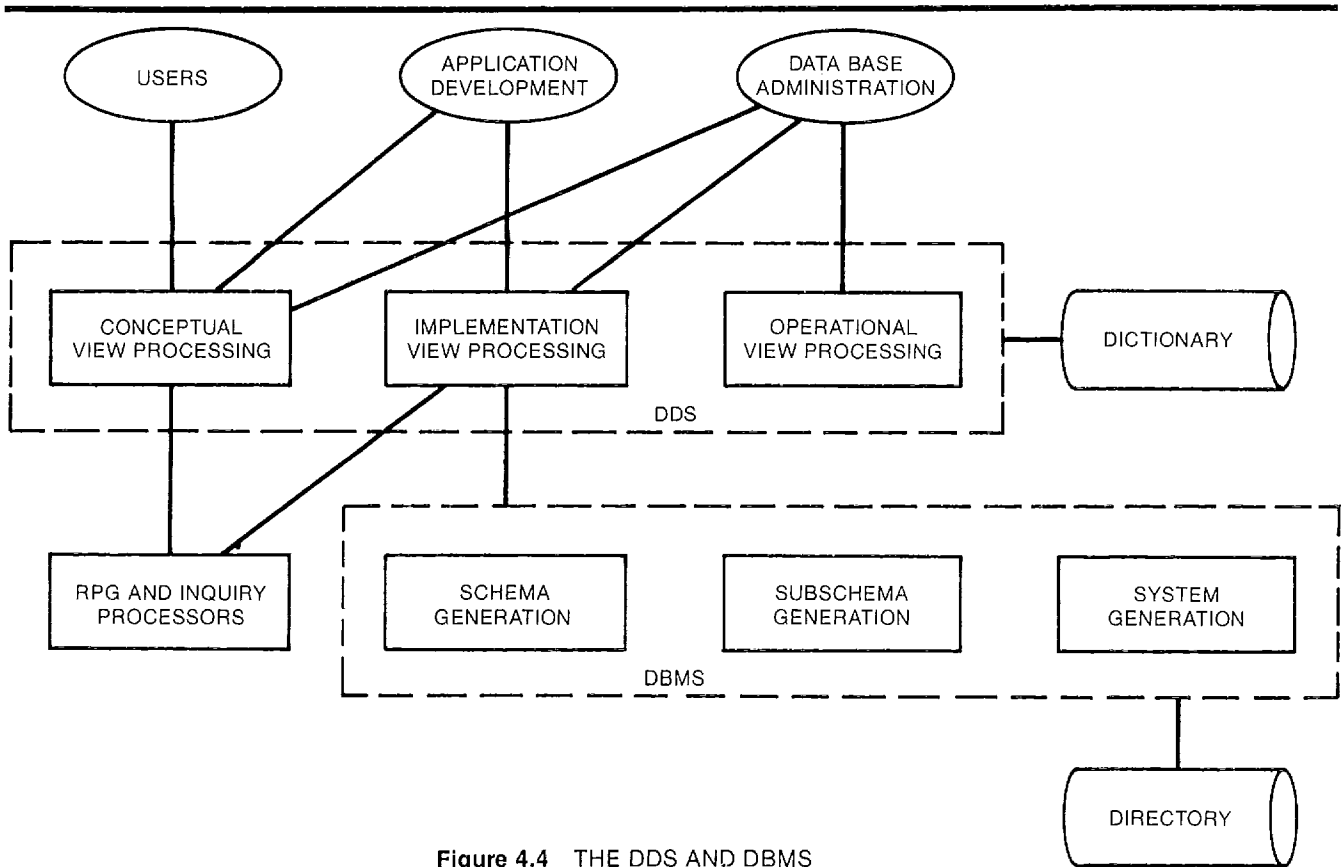 USERS
APPLICATION
DEVELOPMENT
DATA BASE
ADMINISTRATION
CONCEPTUAL
VIEW PROCESSING
IMPLEMENTATION
VIEW PROCESSING
OPERATIONAL
VIEW PROCESSING
DICTIONARY
DDS
RPG AND INQUIRY
PROCESSORS
SCHEMA
GENERATION
SUBSCHEMA
GENERATION
SYSTEM
GENERATION
DBMS
DIRECTORY
Figure 4.4 THE DDS AND DBMS